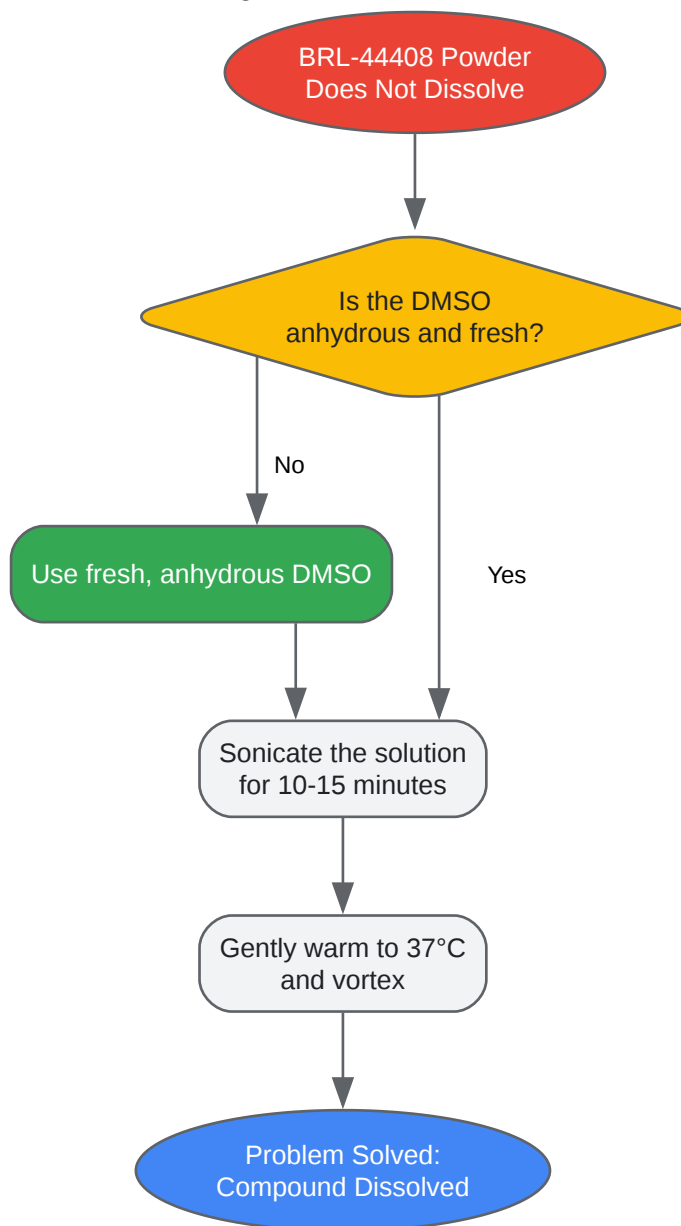 BRL-44408 Powder
Does Not Dissolve
Is the DMSO
anhydrous and fresh?
No
Use fresh, anhydrous DMSO
Yes
Sonicate the solution
for 10-15 minutes
Gently warm to 37°C
and vortex
Problem Solved:
Compound Dissolved